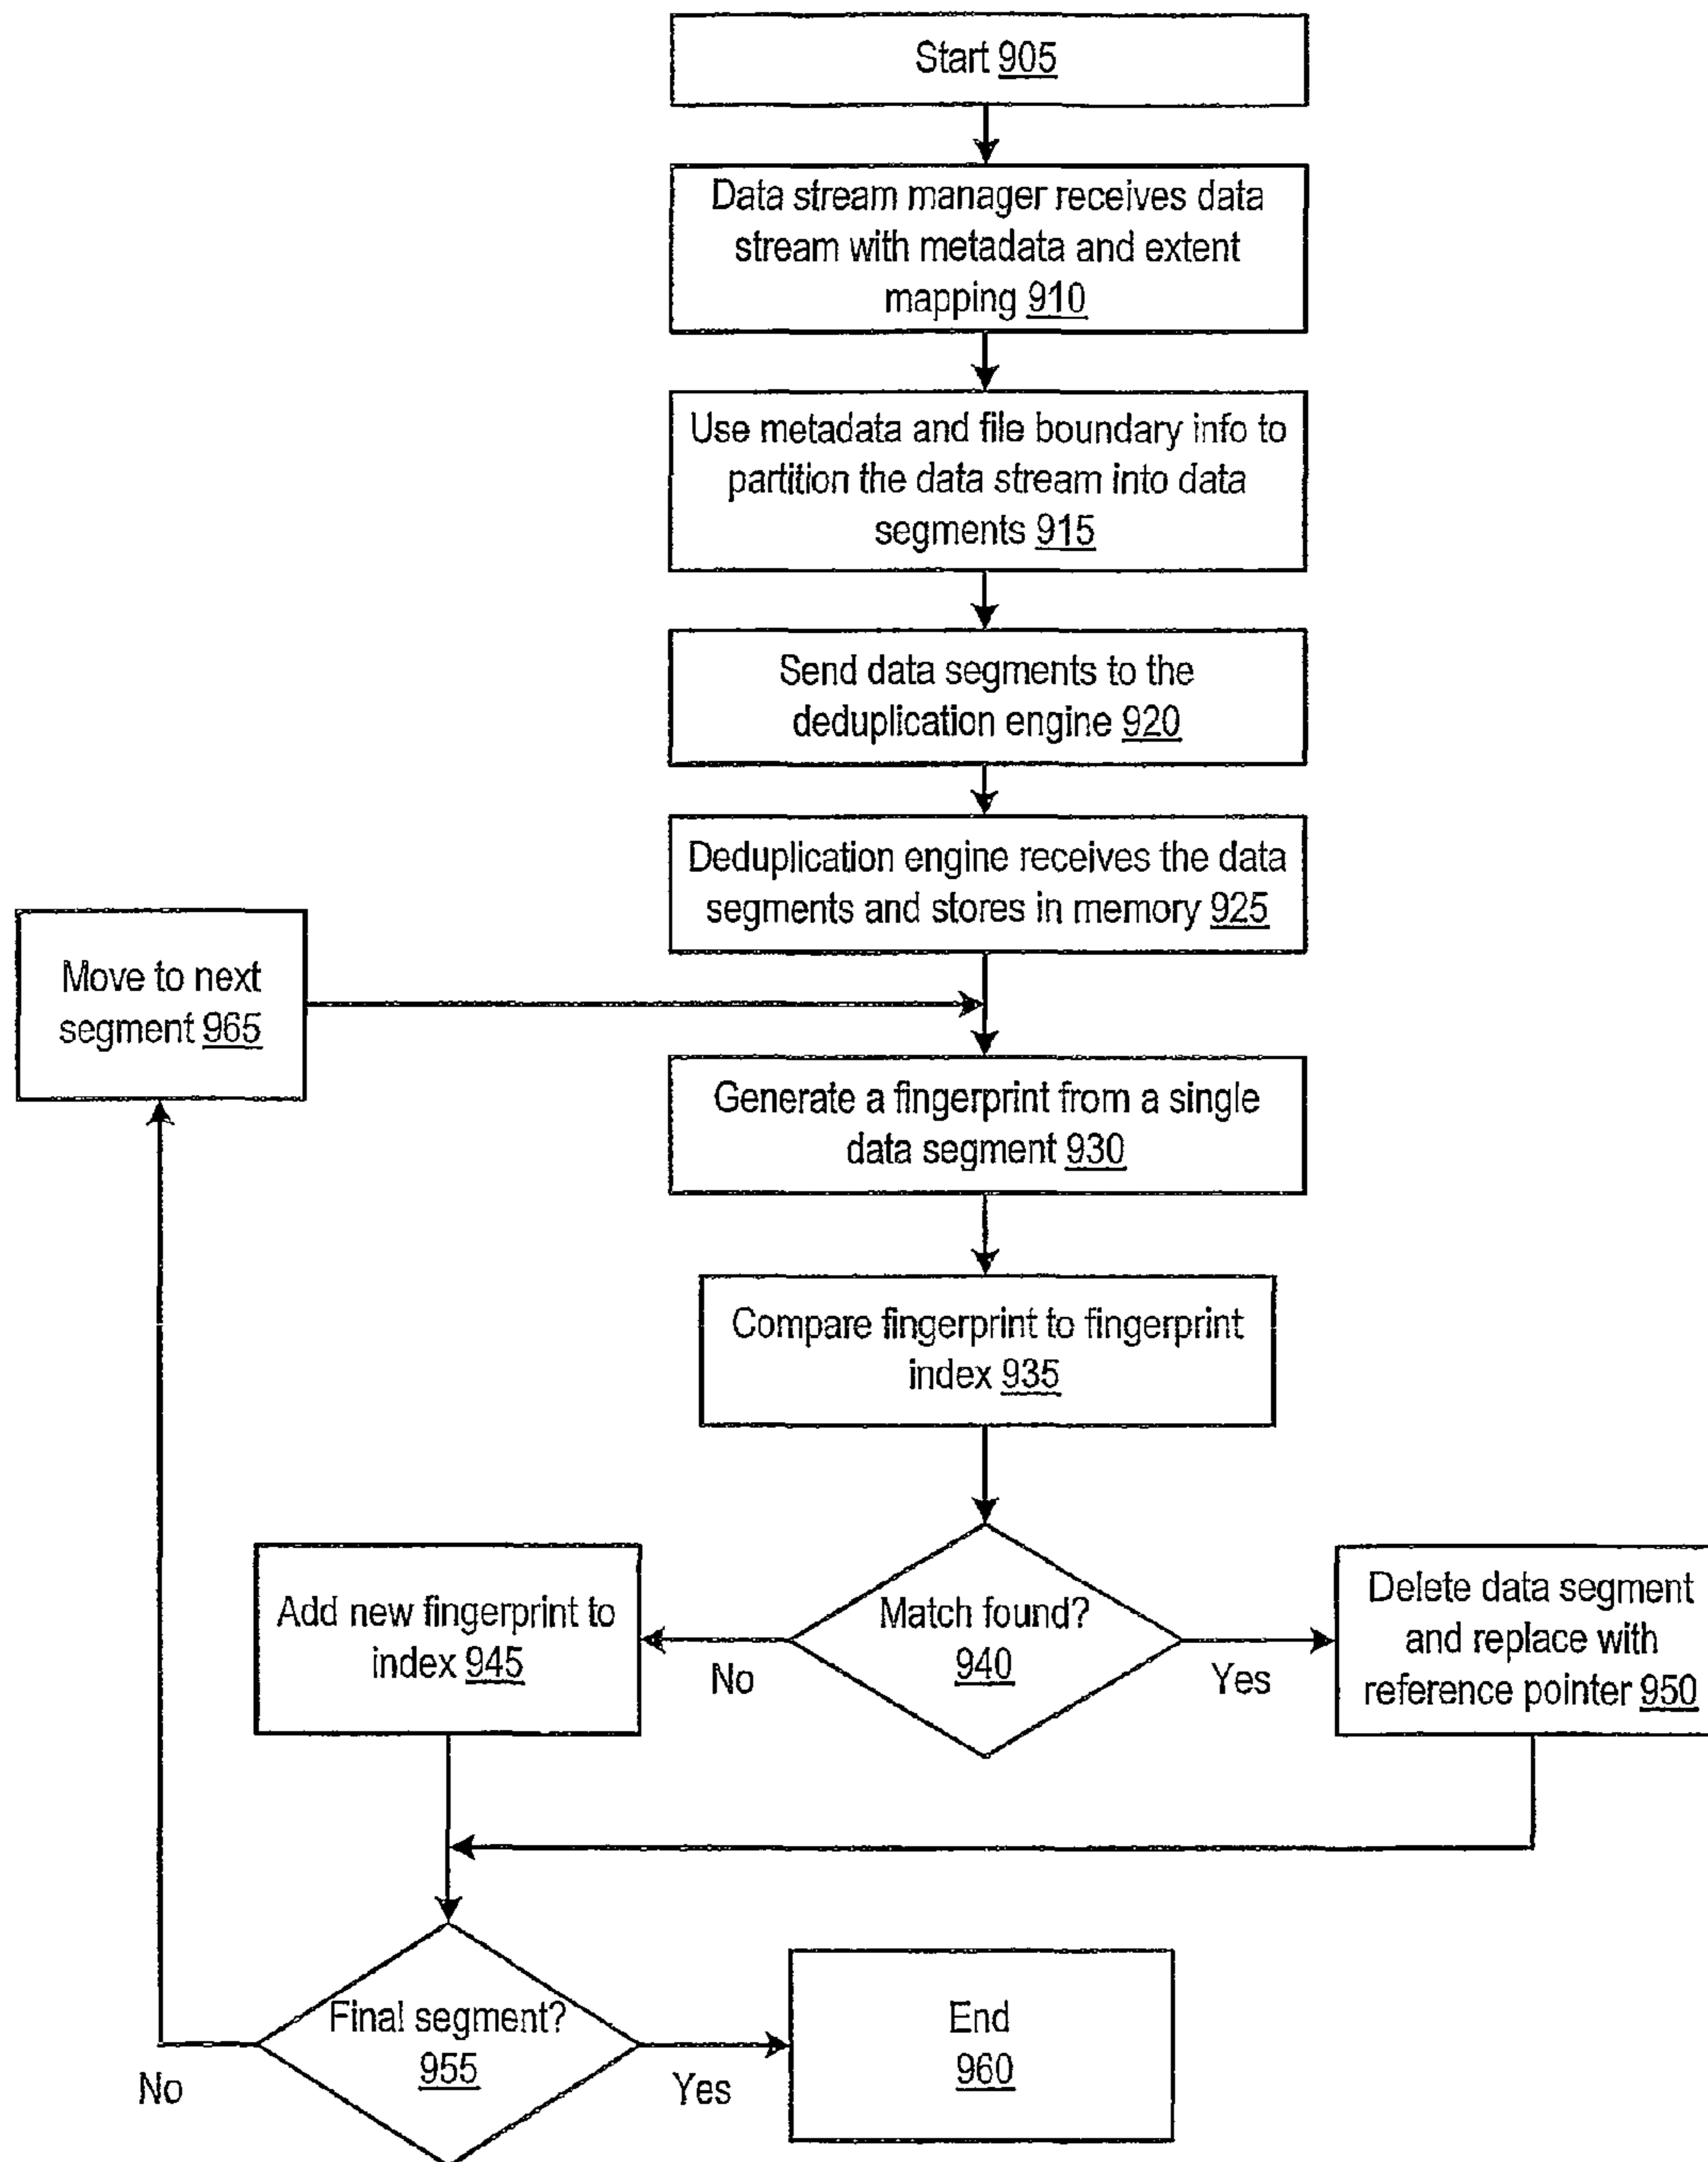 Start 905
Data stream manager receives data
stream with metadata and extent
mapping 910
Use metadata and file boundary info to
partition the data stream into data
segments 915
Send data segments to the
deduplication engine 920
Deduplication engine receives the data
segments and stores in memory 925
Move to next
segment 965
Generate a fingerprint from a single
data segment 930
Compare fingerprint to fingerprint
index 935
Match found?
940
No
Yes
Add new fingerprint to
index 945
Delete data segment
and replace with
reference pointer 950
Final segment?
955
No
Yes
End
960